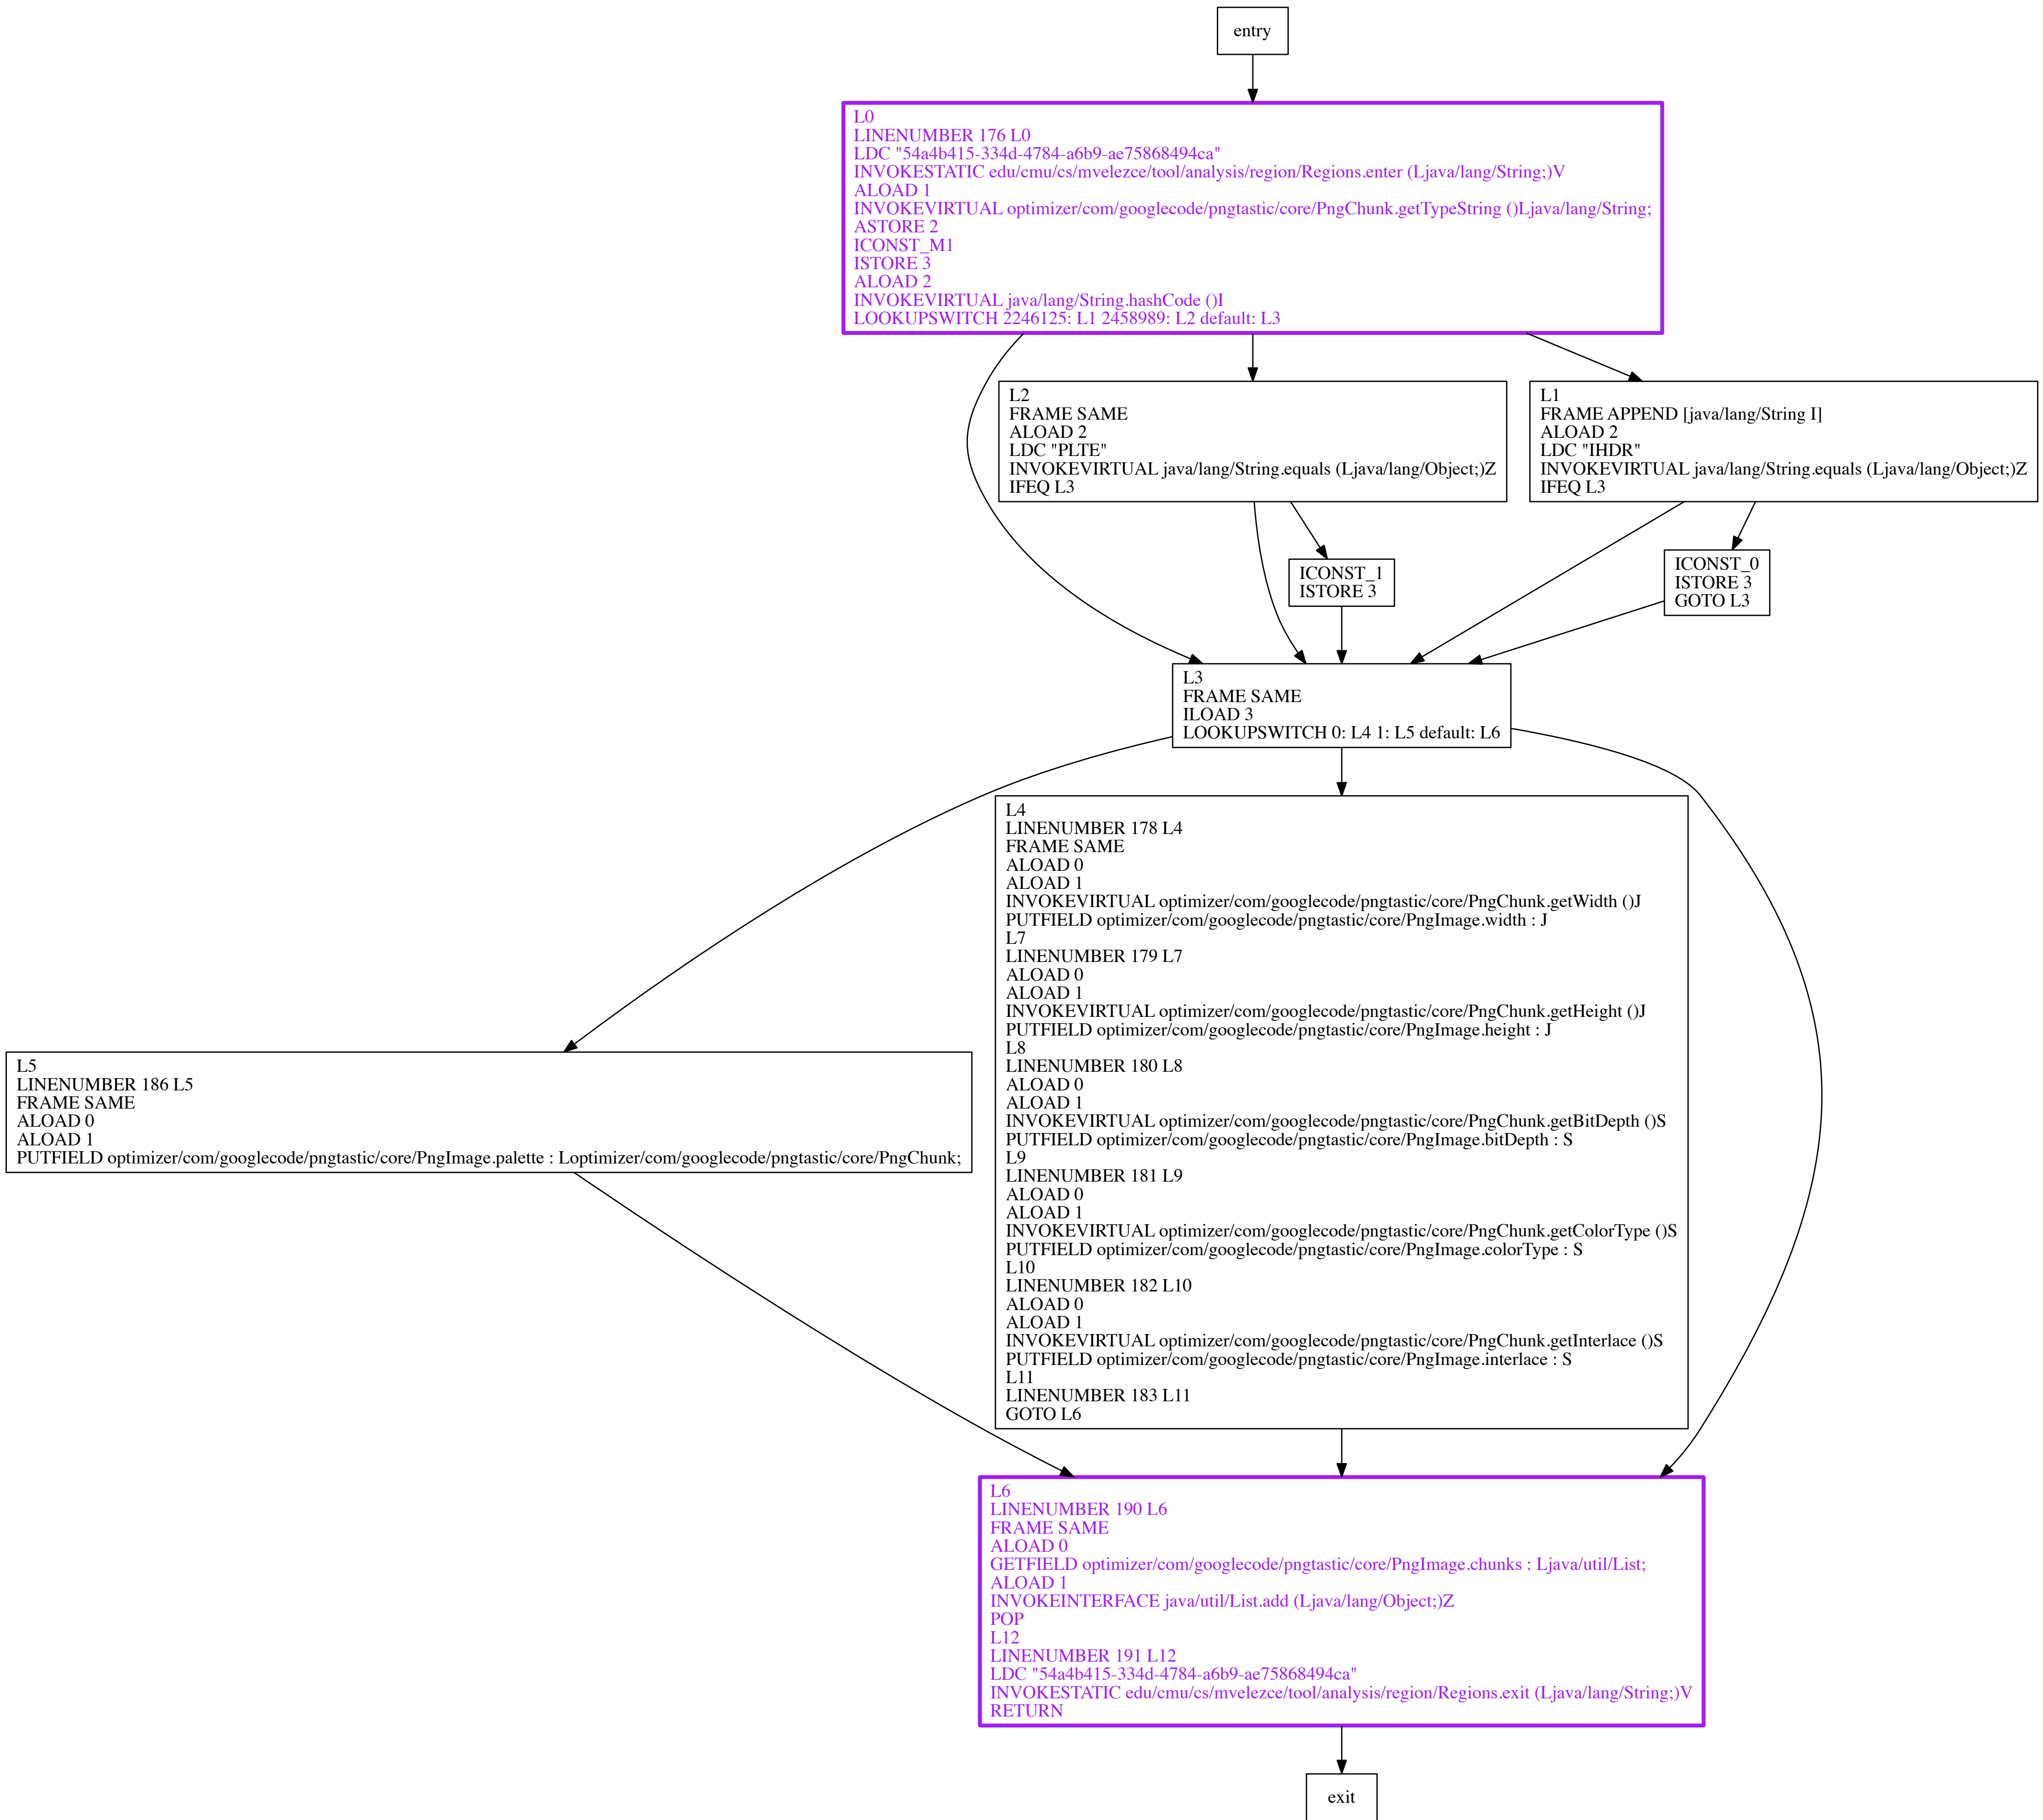 entry
L0
LINENUMBER 176 L0
LDC "54a4b415-334d-4784-a6b9-ae75868494ca"
INVOKESTATIC edu/cmu/cs/mvelezce/tool/analysis/region/Regions.enter (Ljava/lang/String;)V
ALOAD 1
INVOKEVIRTUAL optimizer/com/googlecode/pngtastic/core/PngChunk.getTypeString ()Ljava/lang/String;
ASTORE 2
ICONST_M1
ISTORE 3
ALOAD 2
INVOKEVIRTUAL java/lang/String.hashCode ()I
LOOKUPSWITCH 2246125: L1 2458989: L2 default: L3
L2
FRAME SAME
ALOAD 2
LDC "PLTE"
INVOKEVIRTUAL java/lang/String.equals (Ljava/lang/Object;)Z
IFEQ L3
L1
FRAME APPEND [java/lang/String I]
ALOAD 2
LDC "IHDR"
INVOKEVIRTUAL java/lang/String.equals (Ljava/lang/Object;)Z
IFEQ L3
ICONST_1
ISTORE 3
ICONST_0
ISTORE 3
GOTO L3
L3
FRAME SAME
ILOAD 3
LOOKUPSWITCH 0: L4 1: L5 default: L6
L4
LINENUMBER 178 L4
FRAME SAME
ALOAD 0
ALOAD 1
INVOKEVIRTUAL optimizer/com/googlecode/pngtastic/core/PngChunk.getWidth ()J
PUTFIELD optimizer/com/googlecode/pngtastic/core/PngImage.width : J
L7
LINENUMBER 179 L7
ALOAD 0
ALOAD 1
INVOKEVIRTUAL optimizer/com/googlecode/pngtastic/core/PngChunk.getHeight ()J
PUTFIELD optimizer/com/googlecode/pngtastic/core/PngImage.height : J
L8
LINENUMBER 180 L8
ALOAD 0
ALOAD 1
INVOKEVIRTUAL optimizer/com/googlecode/pngtastic/core/PngChunk.getBitDepth ()S
PUTFIELD optimizer/com/googlecode/pngtastic/core/PngImage.bitDepth : S
L9
LINENUMBER 181 L9
ALOAD 0
ALOAD 1
INVOKEVIRTUAL optimizer/com/googlecode/pngtastic/core/PngChunk.getColorType ()S
PUTFIELD optimizer/com/googlecode/pngtastic/core/PngImage.colorType : S
L10
LINENUMBER 182 L10
ALOAD 0
ALOAD 1
INVOKEVIRTUAL optimizer/com/googlecode/pngtastic/core/PngChunk.getInterlace ()S
PUTFIELD optimizer/com/googlecode/pngtastic/core/PngImage.interlace : S
L11
LINENUMBER 183 L11
GOTO L6
L5
LINENUMBER 186 L5
FRAME SAME
ALOAD 0
ALOAD 1
PUTFIELD optimizer/com/googlecode/pngtastic/core/PngImage.palette : Loptimizer/com/googlecode/pngtastic/core/PngChunk;
L6
LINENUMBER 190 L6
FRAME SAME
ALOAD 0
GETFIELD optimizer/com/googlecode/pngtastic/core/PngImage.chunks : Ljava/util/List;
ALOAD 1
INVOKEINTERFACE java/util/List.add (Ljava/lang/Object;)Z
POP
L12
LINENUMBER 191 L12
LDC "54a4b415-334d-4784-a6b9-ae75868494ca"
INVOKESTATIC edu/cmu/cs/mvelezce/tool/analysis/region/Regions.exit (Ljava/lang/String;)V
RETURN
exit